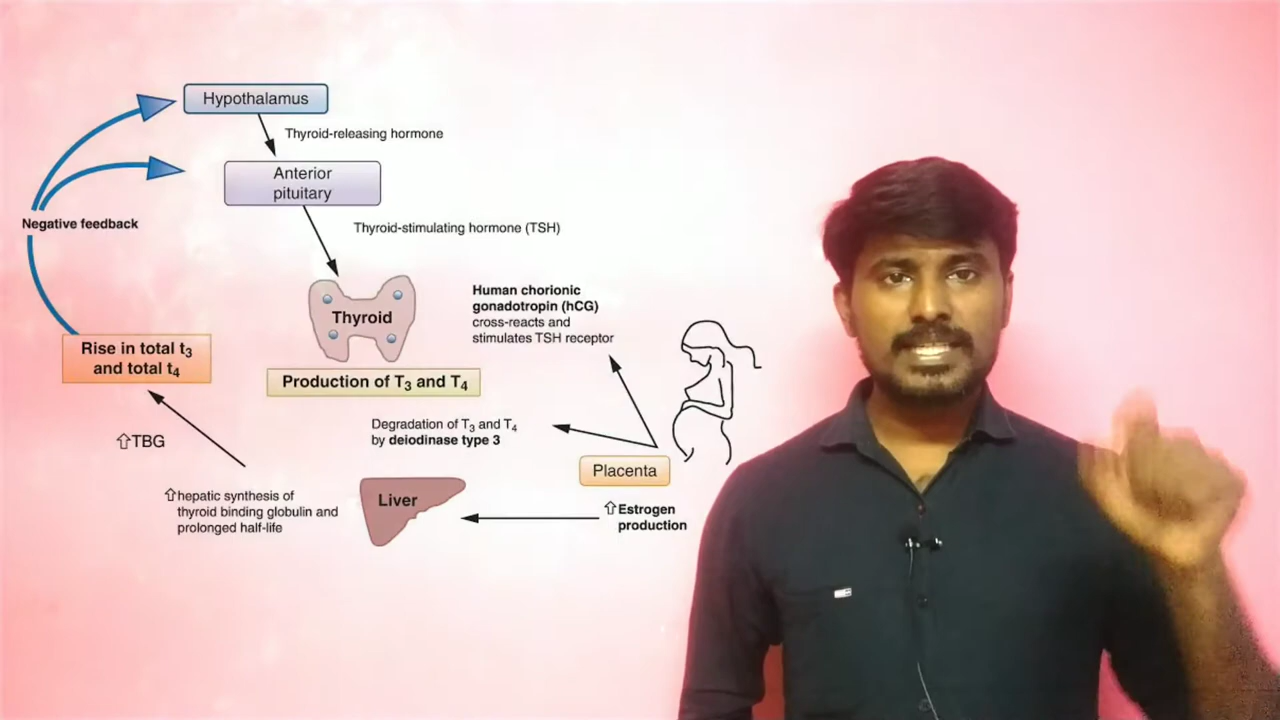 Hypothalamus
Thyroid-releasing hormone
Anterior
pituitary
Negative feedback
Thyroid-stimulating hormone (TSH)
Thyroid
Human chorionic
gonadotropin (hCG)
cross-reacts and
stimulates TSH receptor
Rise in total t3
and total t4
Production of T3 and T4
⇧TBG
Degradation of T3 and T4
by deiodinase type 3
Placenta
⇧hepatic synthesis of
thyroid binding globulin and
prolonged half-life
Liver
⇧Estrogen
production